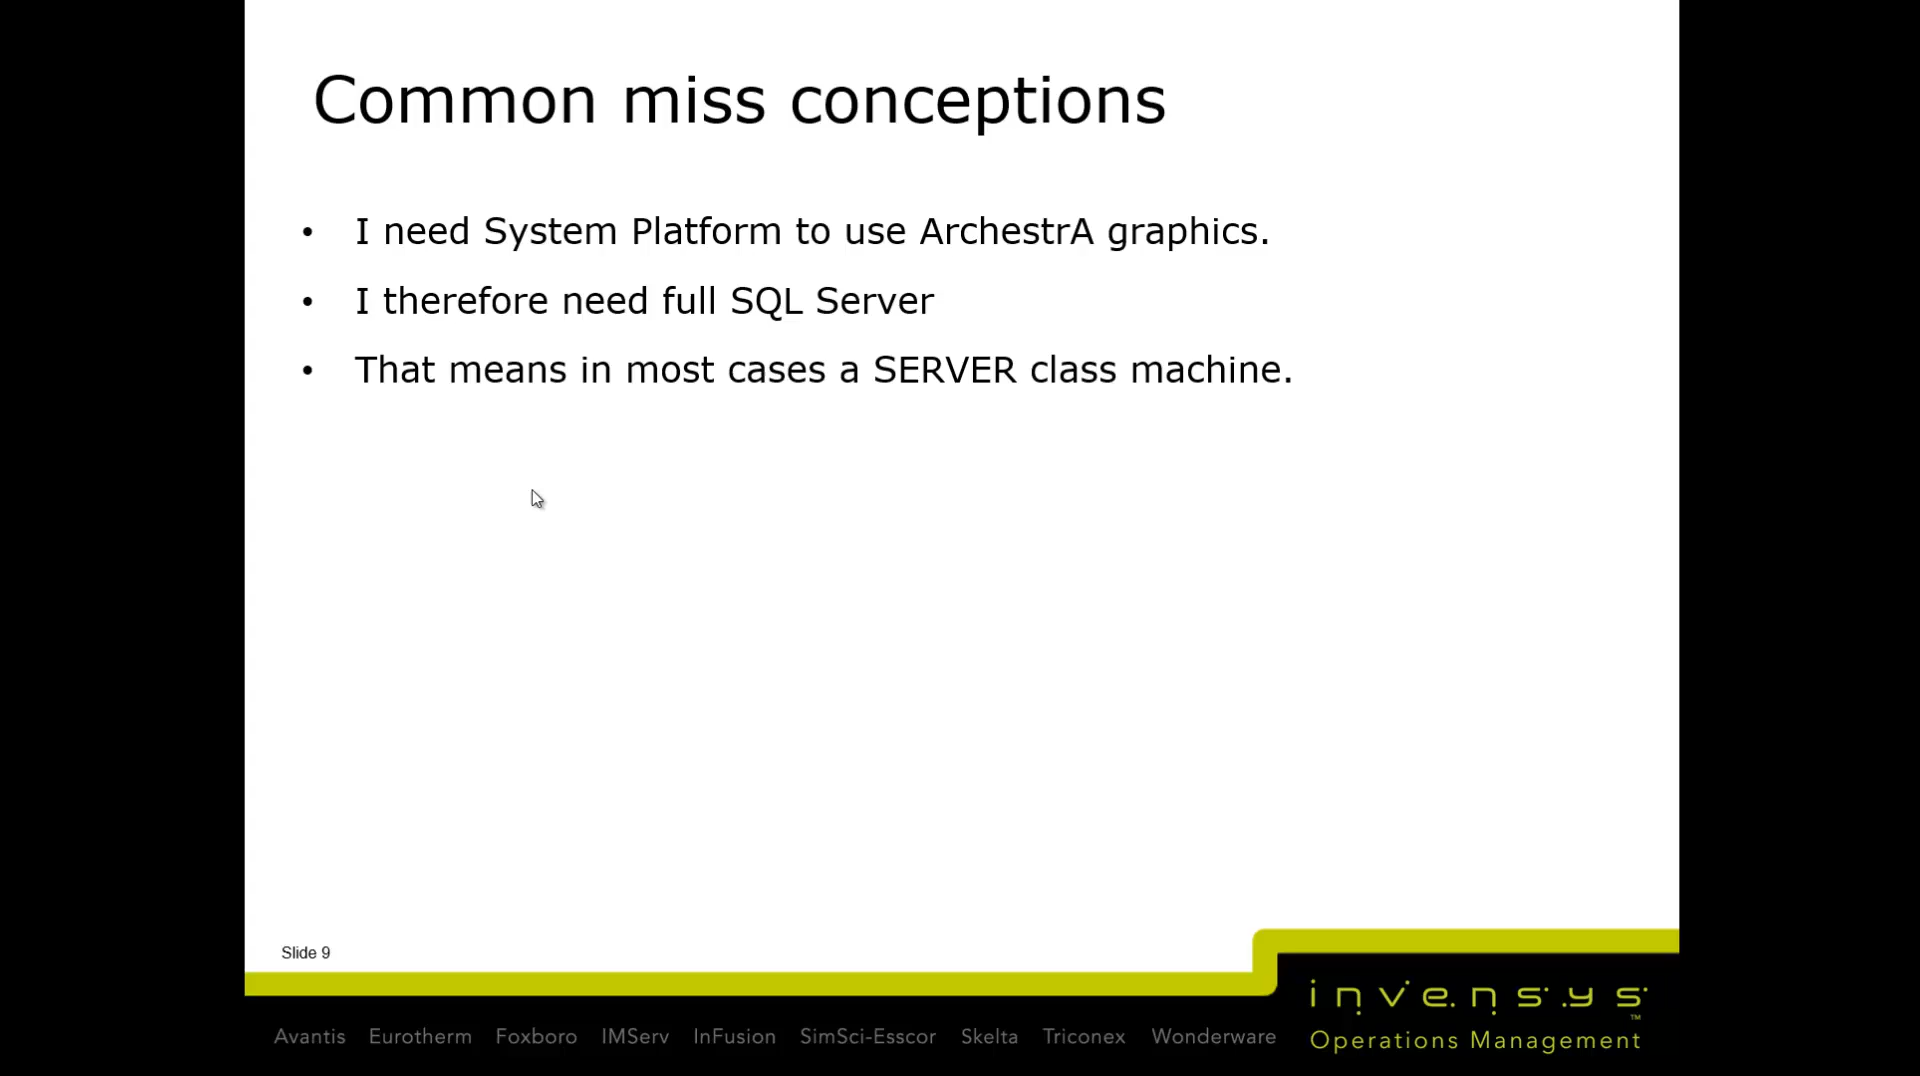 Common miss conceptions
• I need System Platform to use ArchestrA graphics.
• I therefore need full SQL Server
• That means in most cases a SERVER class machine.
Slide 9
invensys™
Avantis Eurotherm Foxboro IMServ InFusion SimSci-Esscor Skelta Triconex Wonderware
Operations Management